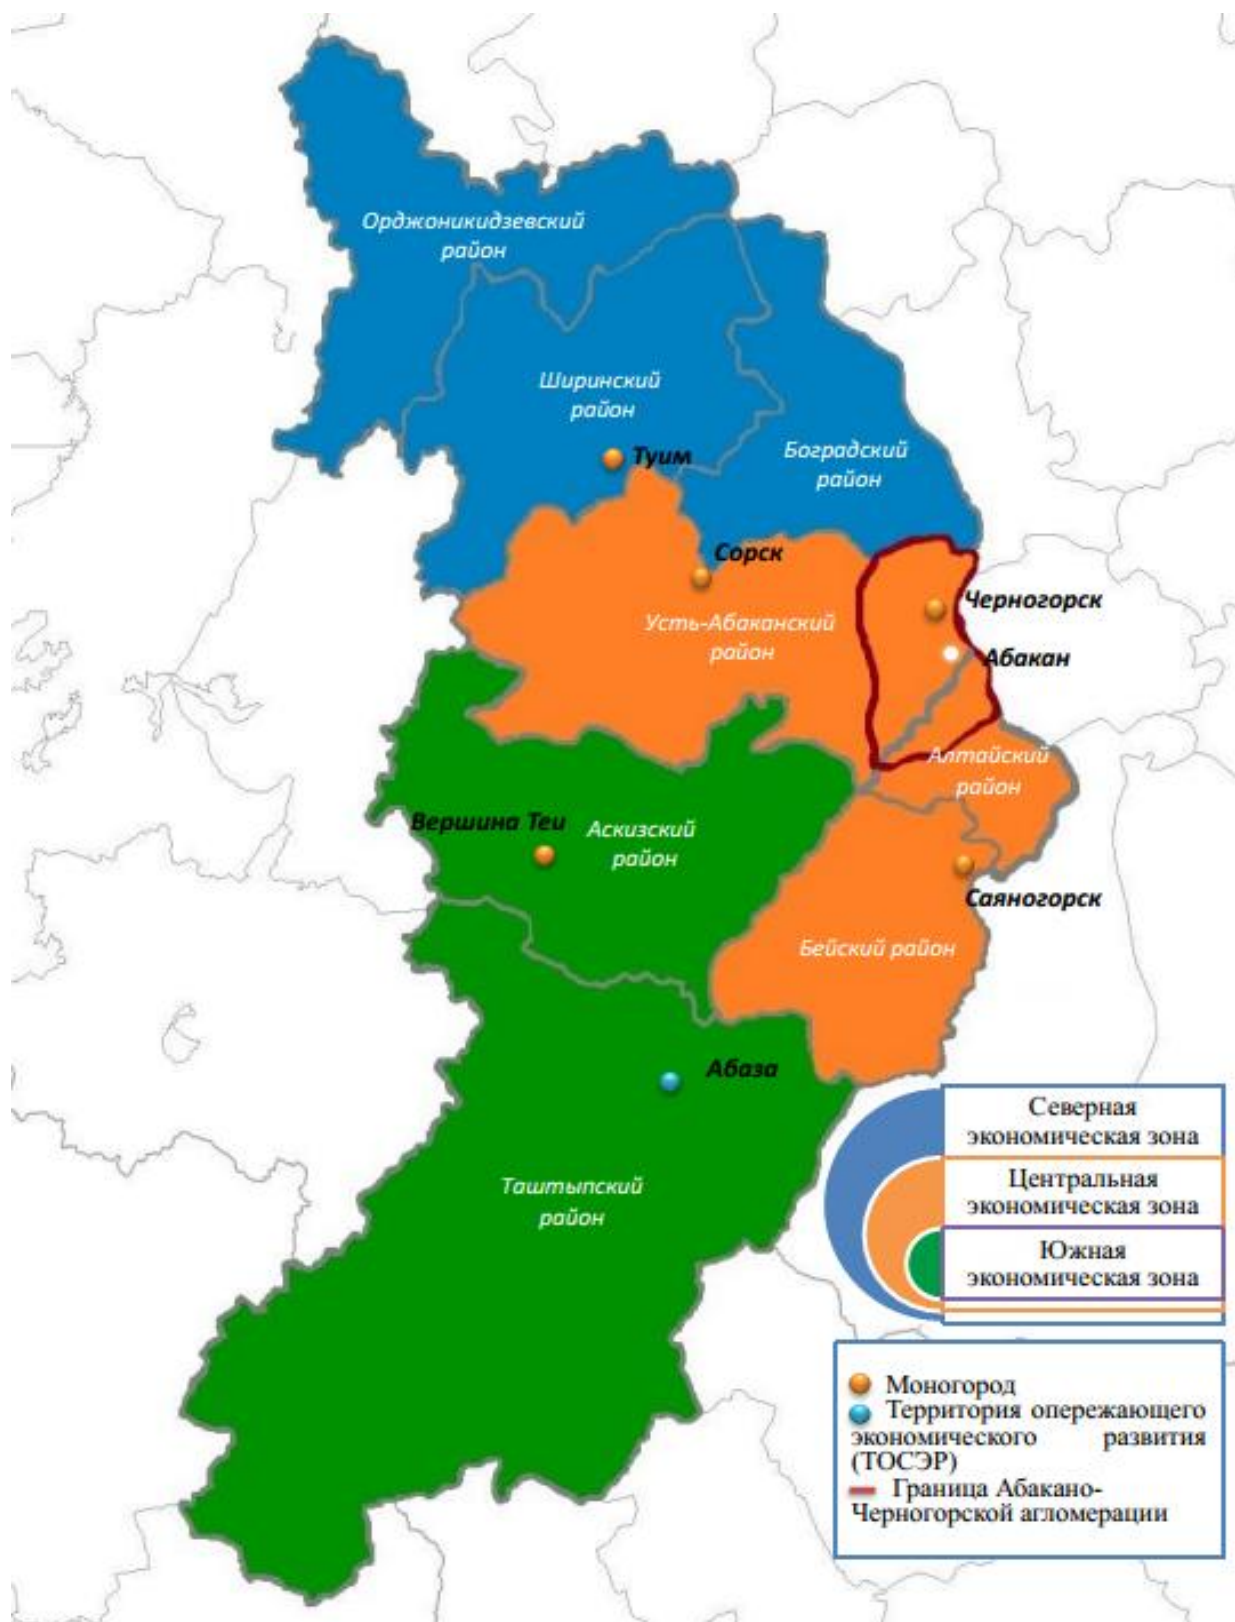 Орджоникидзевский
район
Ширинский
район
Туим
Боградский
район
Сорск
Черногорск
Усть-Абаканский
район
Абакан
Алтайский
район
Вершина Теи
Аскизский
район
Саяногорск
Бейский район
Абаза
Таштыпский
район
Северная
экономическая зона
Центральная
экономическая зона
Южная
экономическая зона
Моногород
Территория опережающего
экономического развития
(ТОСЭР)
Граница Абакано-
Черногорской агломерации